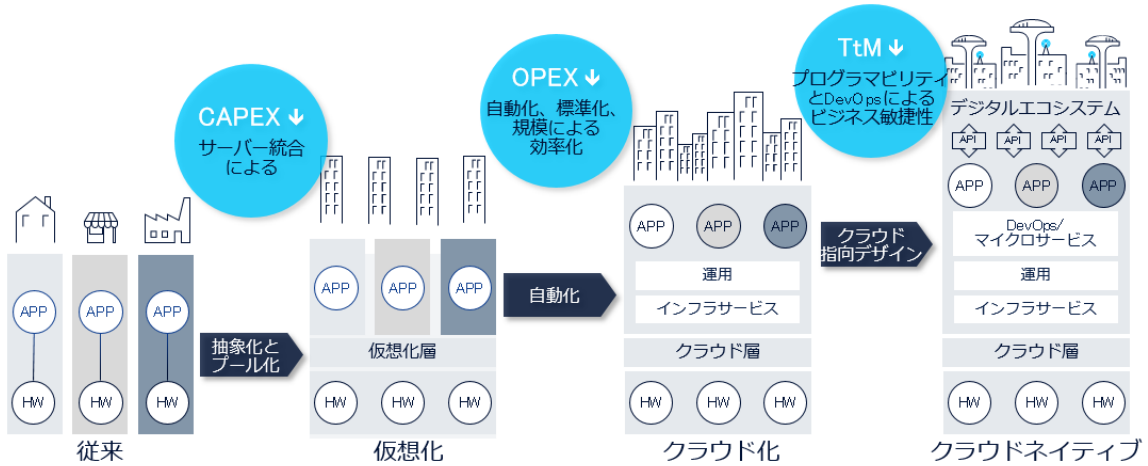 CAPEX ↓
サーバー統合
による
OPEX ↓
自動化、標準化、
規模による
効率化
TtM ↓
プログラマビリティ
とDevOpsによる
ビジネス敏捷性
APP
APP
APP
HW
HW
HW
従来
抽象化と
プール化
APP
APP
APP
仮想化層
HW
HW
HW
仮想化
自動化
APP
APP
APP
運用
インフラサービス
クラウド層
HW
HW
HW
クラウド化
クラウド
指向デザイン
デジタルエコシステム
API
API
API
API
APP
APP
APP
DevOps/
マイクロサービス
運用
インフラサービス
クラウド層
HW
HW
HW
クラウドネイティブ